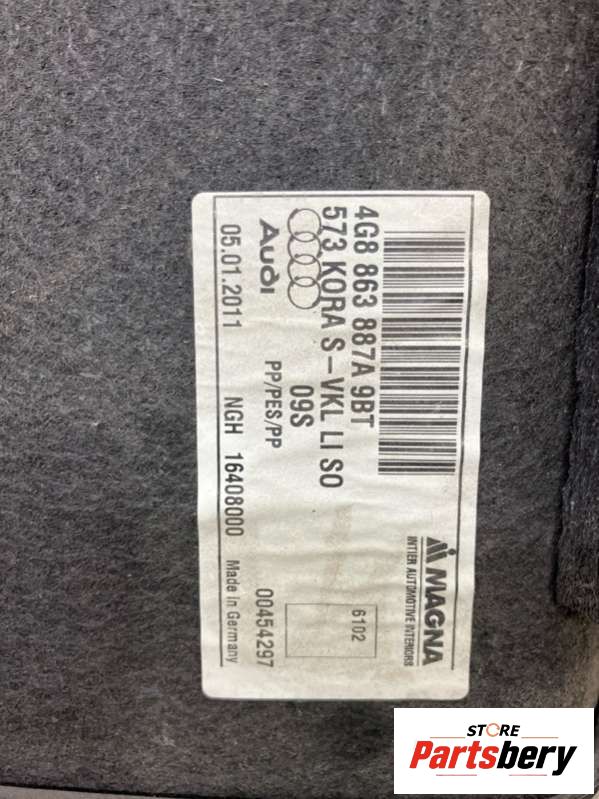 MAGNA
INTIER AUTOMOTIVE INTERIORS
4G8 863 887A 9BT
573 KORA S-VKL LI SO
09S
6102
Audi
PP/PES/PP
00454297
05.01.2011 NGH 16408000 Made in Germany
STORE
Partsbery